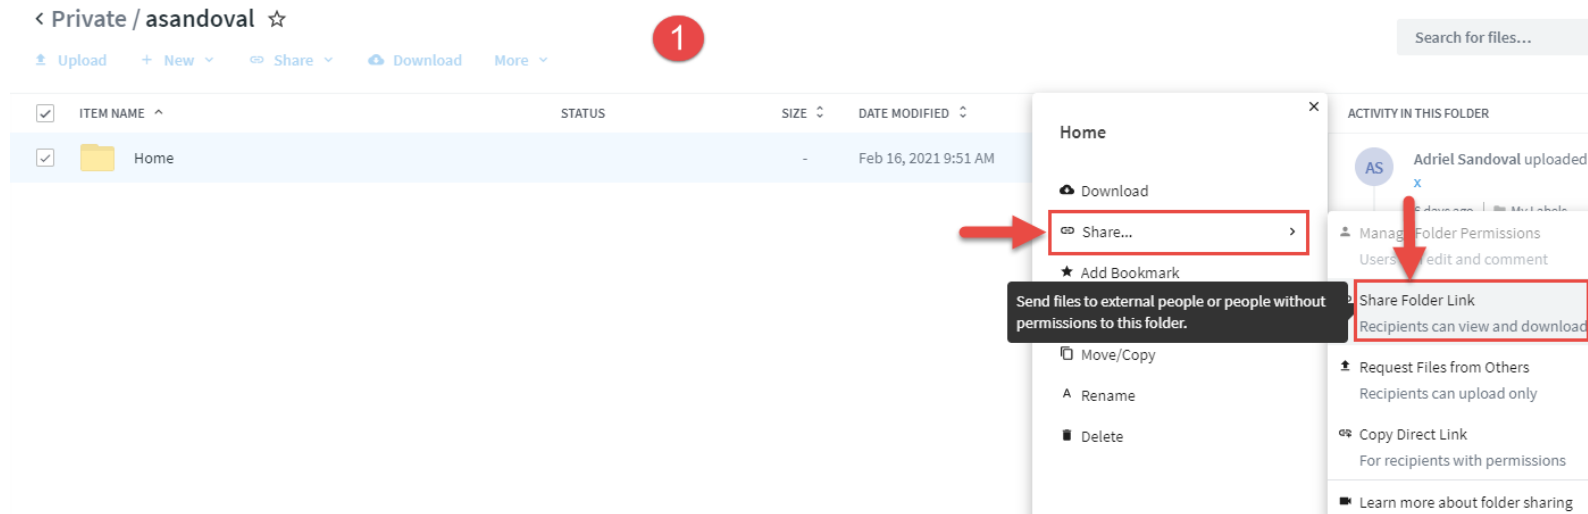 Private / asandoval
1
Search for files...
Upload
New
Share
Download
More
ITEM NAME
STATUS
SIZE
DATE MODIFIED
Home
-
Feb 16, 2021 9:51 AM
Home
Download
Share...
Add Bookmark
Send files to external people or people without
permissions to this folder.
Move/Copy
Rename
Delete
ACTIVITY IN THIS FOLDER
AS
Adriel Sandoval uploaded
x
days ago
My Labels
Folder Permissions
Users
edit and comment
Share Folder Link
Recipients can view and download
Request Files from Others
Recipients can upload only
Copy Direct Link
For recipients with permissions
Learn more about folder sharing